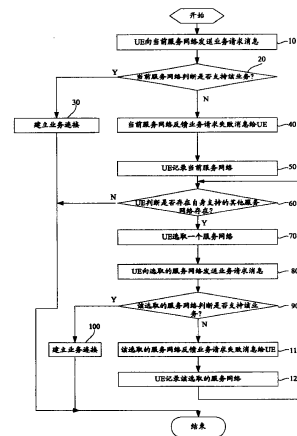 开始
UE向当前服务网络发送业务请求消息
10
20
当前服务网络判断是否支持该业务?
Y
N
30
建立业务连接
当前服务网络反馈业务请求失败消息给UE
40
UE记录当前服务网络
50
N
UE判断是否存在自身支持的其他服务
网络存在?
60
Y
UE选取一个服务网络
70
UE向选取的服务网络发送业务请求消息
80
Y
该选取的服务网络判断是否支持该业
务?
90
N
100
建立业务连接
该选取的服务网络反馈业务请求失败消息给UE
11
UE记录该选取的服务网络
12
结束